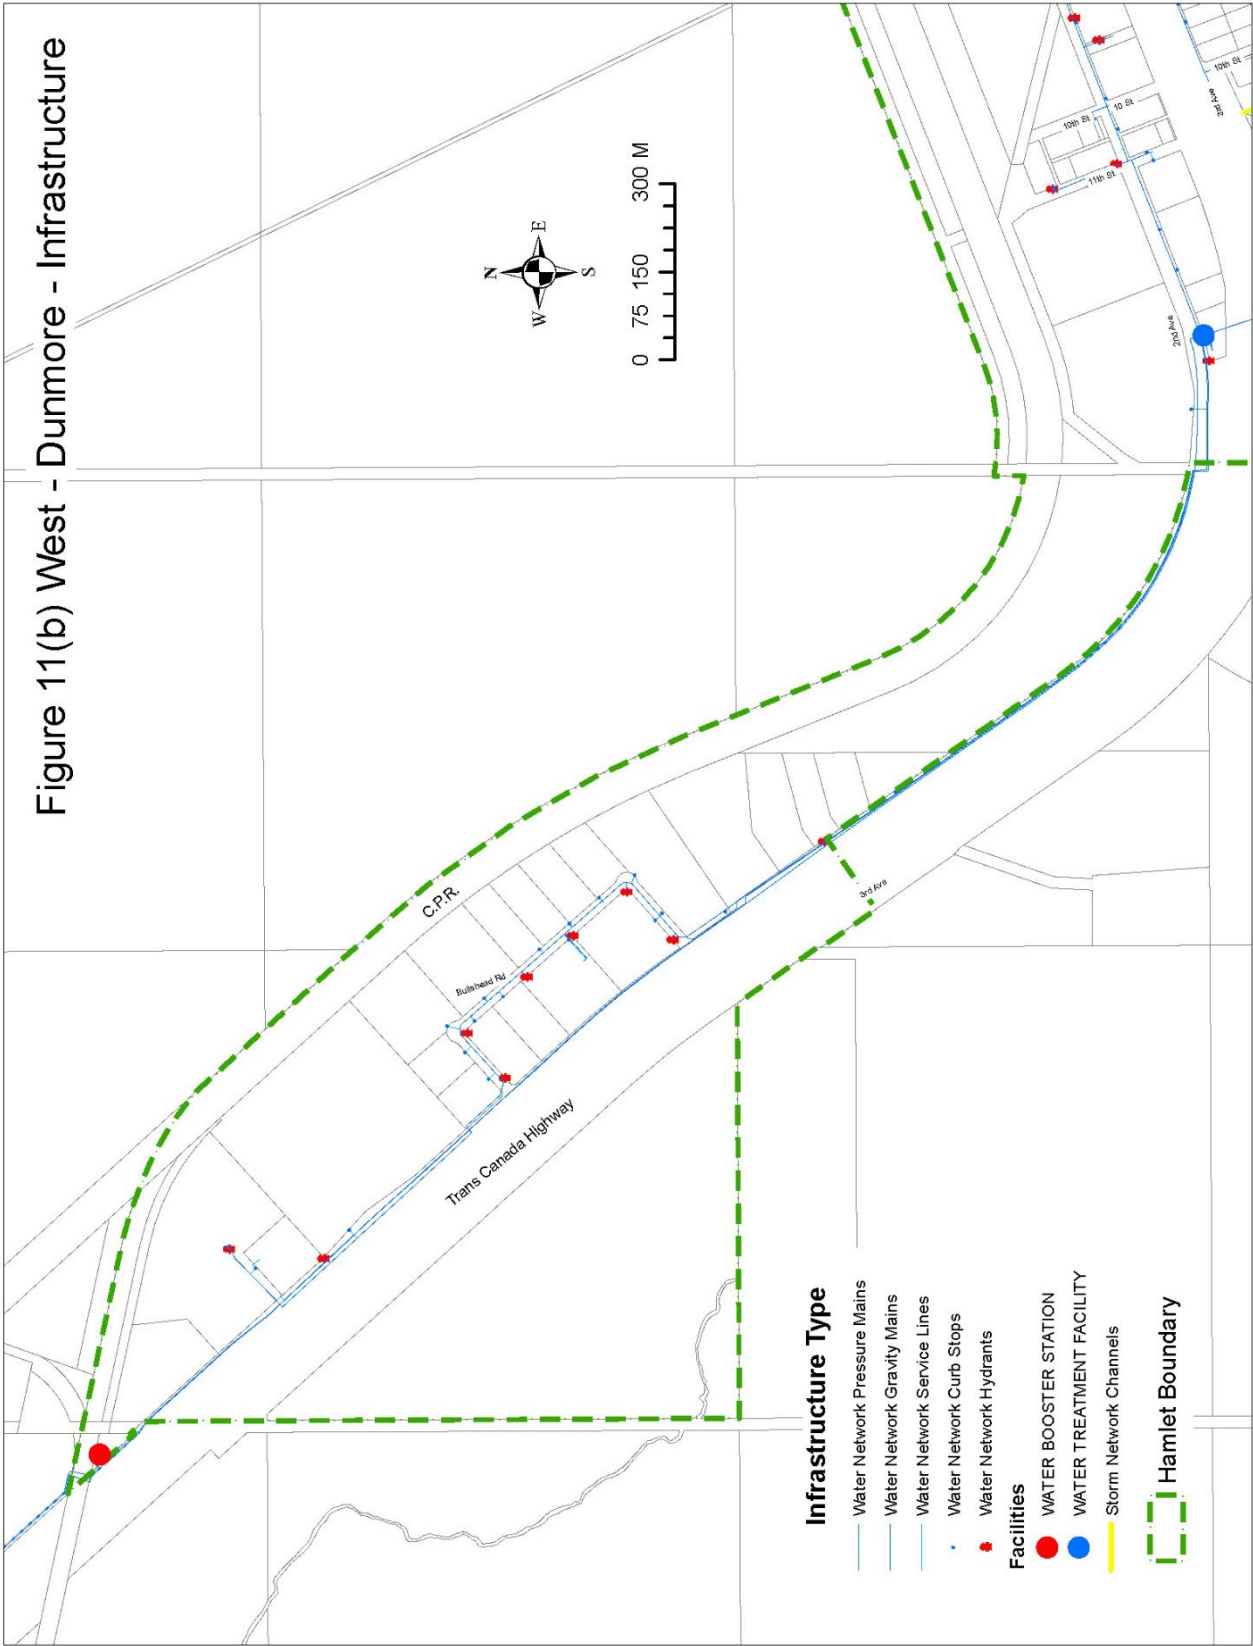 Figure 11(b) West - Dunmore - Infrastructure
N
W
E
S
0 75 150 300 M
C.P.R.
Bullshead Rd
Trans Canada Highway
3rd Ave
2nd Ave
11th St
10th St
10 St
3rd Ave
10th St
Infrastructure Type
Water Network Pressure Mains
Water Network Gravity Mains
Water Network Service Lines
Water Network Curb Stops
Water Network Hydrants
Facilities
WATER BOOSTER STATION
WATER TREATMENT FACILITY
Storm Network Channels
Hamlet Boundary